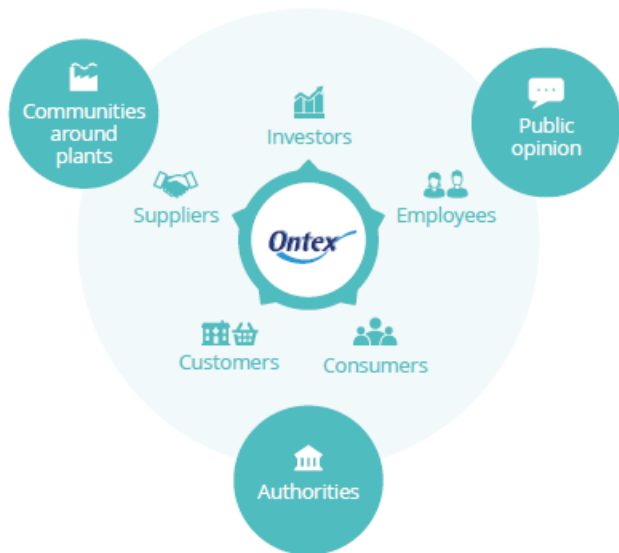 Communities
around
plants
Public
opinion
Investors
Suppliers
Employees
Ontex
Customers
Consumers
Authorities